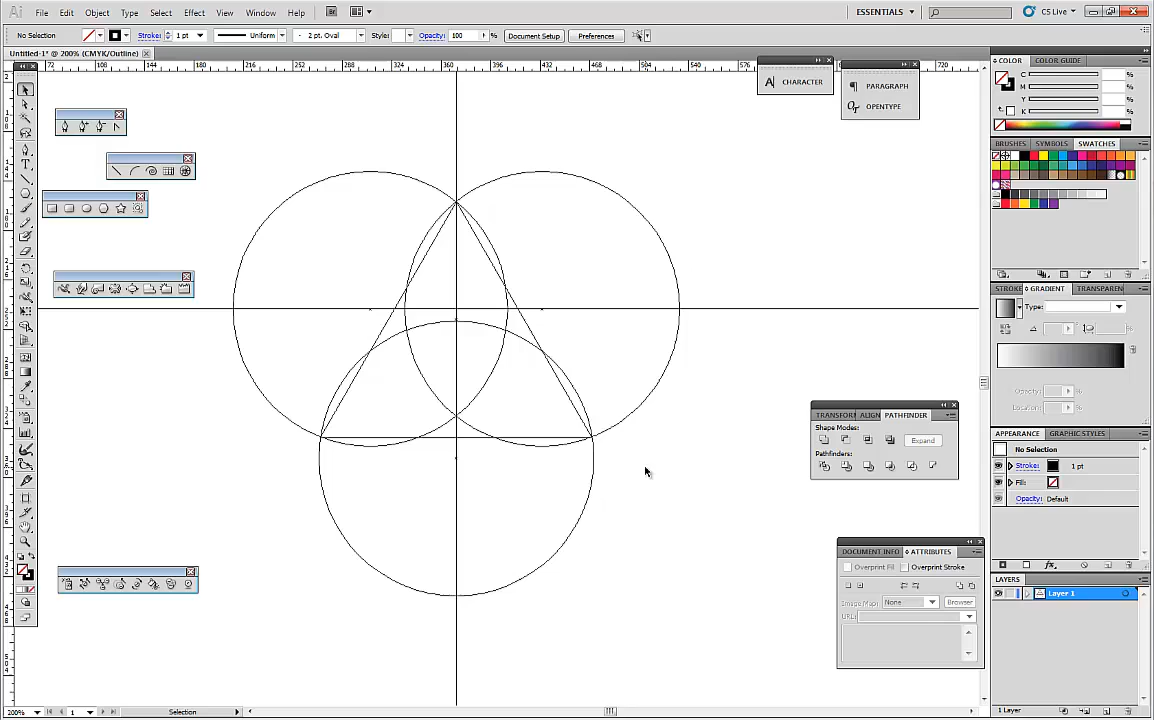 Ai File Edit Object Type Select Effect View Window Help Br ESSENTIALS CS Live
No Selection Stroke: 1 pt Uniform 2 pt. Oval Style: Opacity: 100 % Document Setup Preferences
Untitled-1* @ 200% (CMYK/Outline)
72 108 144 180 216 252 288 324 360 396 432 468 504 540 576 720
CHARACTER
PARAGRAPH
OPENTYPE
COLOR COLOR GUIDE
C %
M %
Y %
K %
BRUSHES SYMBOLS SWATCHES
STROKE GRADIENT TRANSPAREN
Type:
Opacity: %
Location: %
TRANSFORM ALIGN PATHFINDER
Shape Modes:
Expand
Pathfinders:
APPEARANCE GRAPHIC STYLES
No Selection
Stroke: 1 pt
Fill:
Opacity: Default
DOCUMENT INFO ATTRIBUTES
Overprint Fill Overprint Stroke
Image Map: None Browser
URL:
LAYERS
Layer 1
1 Layer
200% 1 Selection